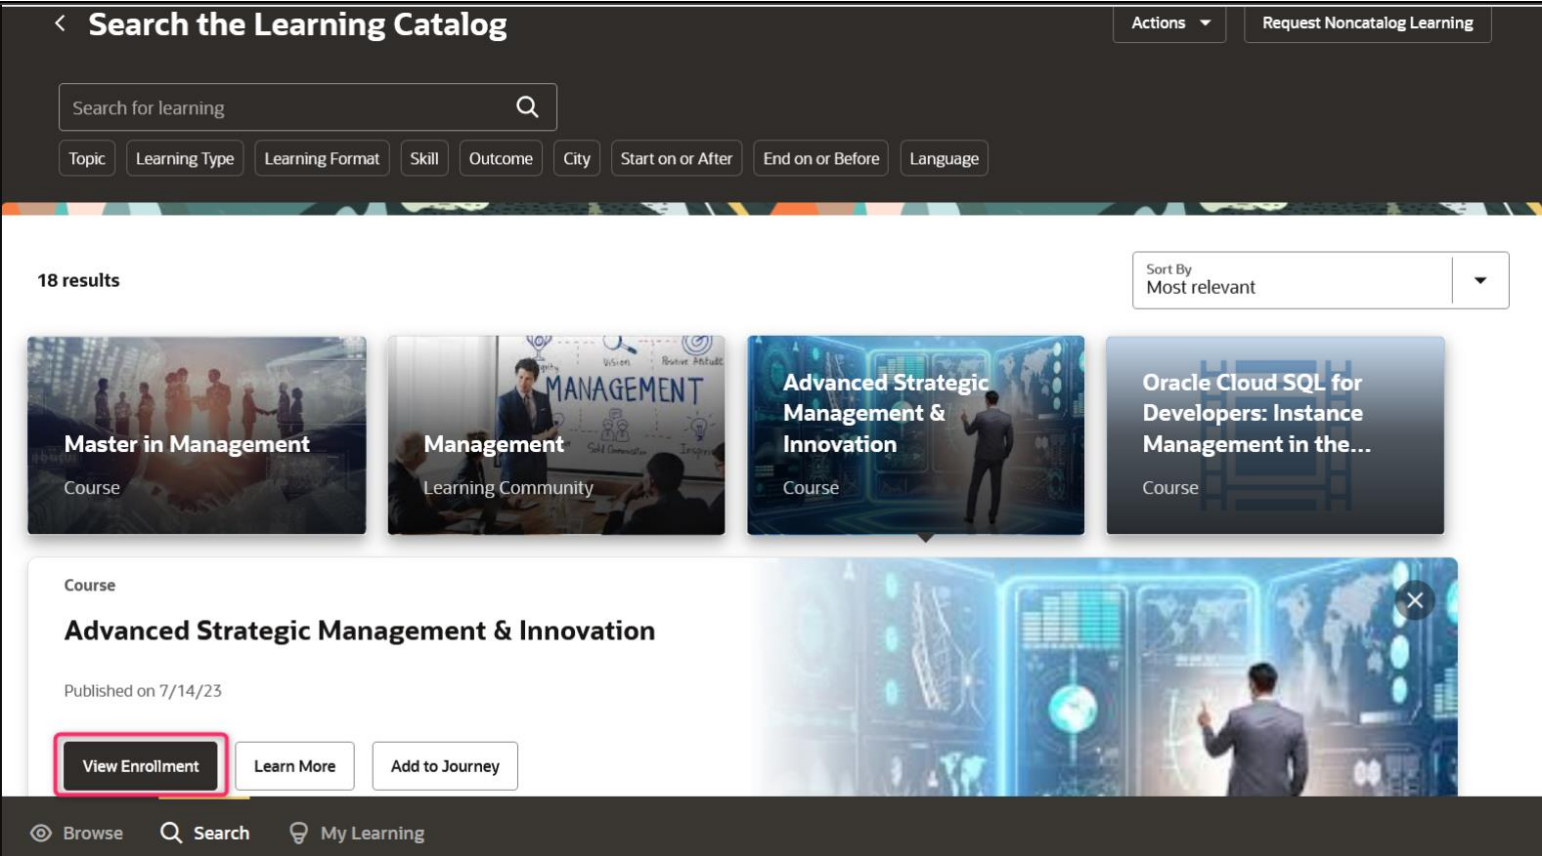 Search the Learning Catalog
Actions
Request Noncatalog Learning
Search for learning
Topic
Learning Type
Learning Format
Skill
Outcome
City
Start on or After
End on or Before
Language
18 results
Sort By
Most relevant
Master in Management
Course
Vision
Positive Attitude
MANAGEMENT
Management
Learning Community
Advanced Strategic
Management &
Innovation
Course
Oracle Cloud SQL for
Developers: Instance
Management in the...
Course
Course
Advanced Strategic Management & Innovation
Published on 7/14/23
View Enrollment
Learn More
Add to Journey
Browse
Search
My Learning